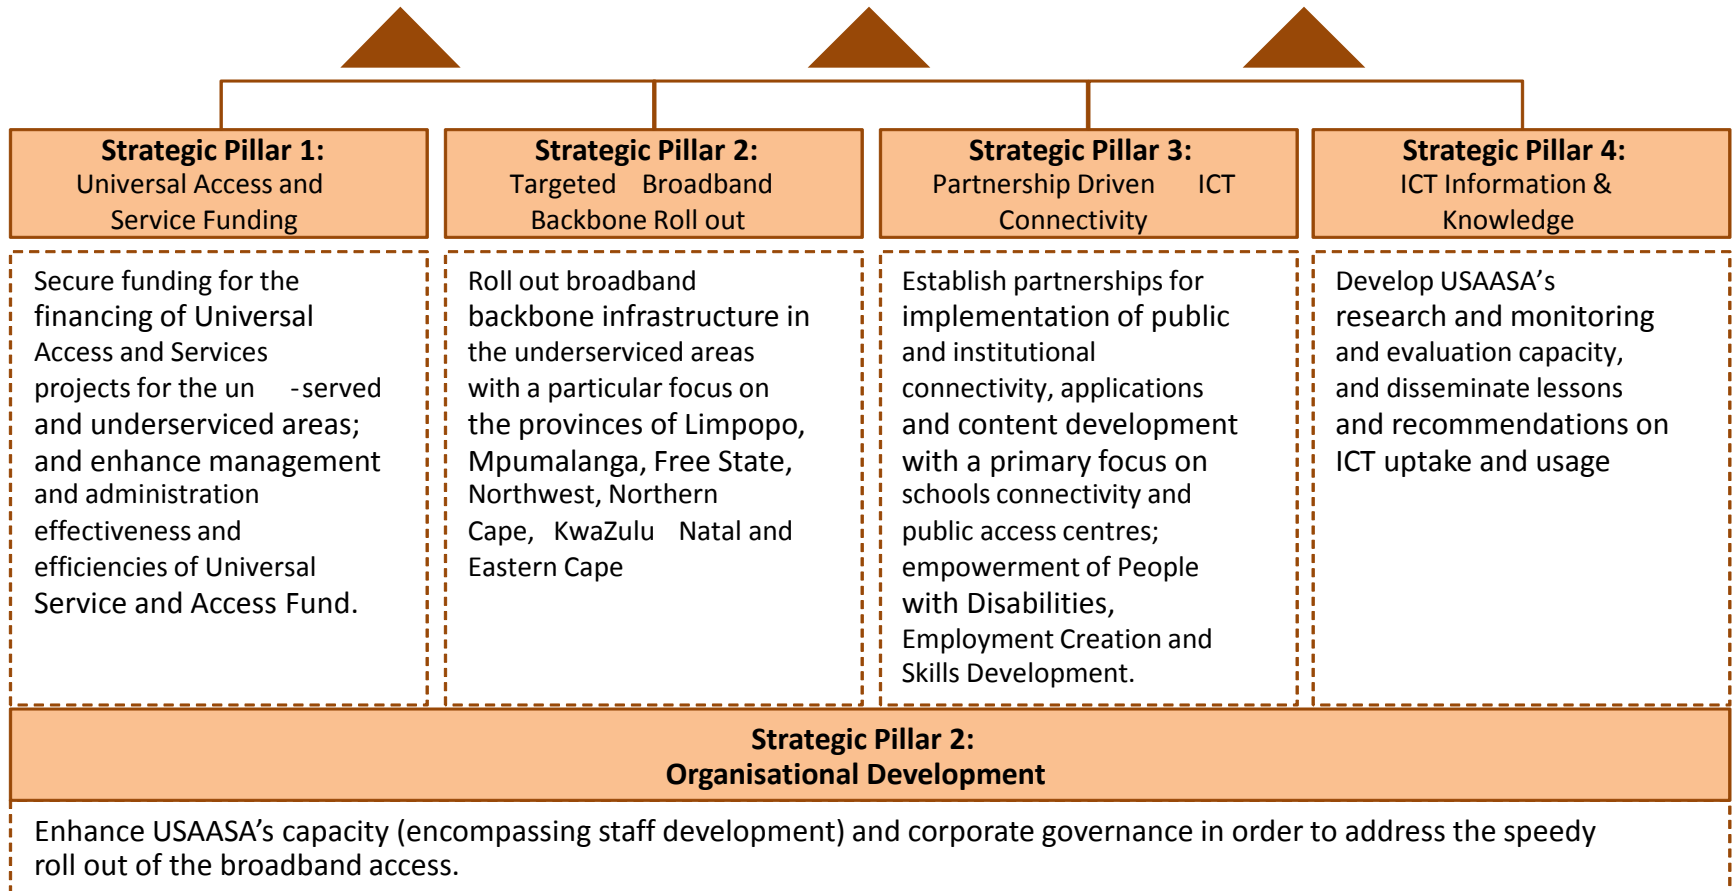 Strategic Pillar 1:
Universal Access and
Service Funding
Secure funding for the
financing of Universal
Access and Services
projects for the un -served
and underserviced areas;
and enhance management
and administration
effectiveness and
efficiencies of Universal
Service and Access Fund.
Strategic Pillar 2:
Targeted Broadband
Backbone Roll out
Roll out broadband
backbone infrastructure in
the underserviced areas
with a particular focus on
the provinces of Limpopo,
Mpumalanga, Free State,
Northwest, Northern
Cape, KwaZulu Natal and
Eastern Cape
Strategic Pillar 3:
Partnership Driven ICT
Connectivity
Establish partnerships for
implementation of public
and institutional
connectivity, applications
and content development
with a primary focus on
schools connectivity and
public access centres;
empowerment of People
with Disabilities,
Employment Creation and
Skills Development.
Strategic Pillar 4:
ICT Information &
Knowledge
Develop USAASA’s
research and monitoring
and evaluation capacity,
and disseminate lessons
and recommendations on
ICT uptake and usage
Strategic Pillar 2:
Organisational Development
Enhance USAASA’s capacity (encompassing staff development) and corporate governance in order to address the speedy
roll out of the broadband access.